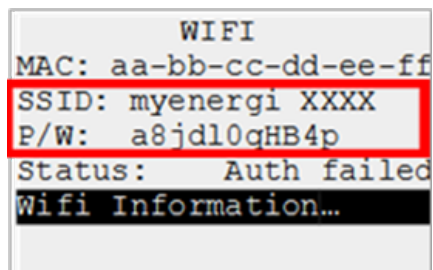 WIFI
MAC: aa-bb-cc-dd-ee-ff
SSID: myenergi XXXX
P/W: a8jdl0qHB4p
Status: Auth failed
Wifi Information…